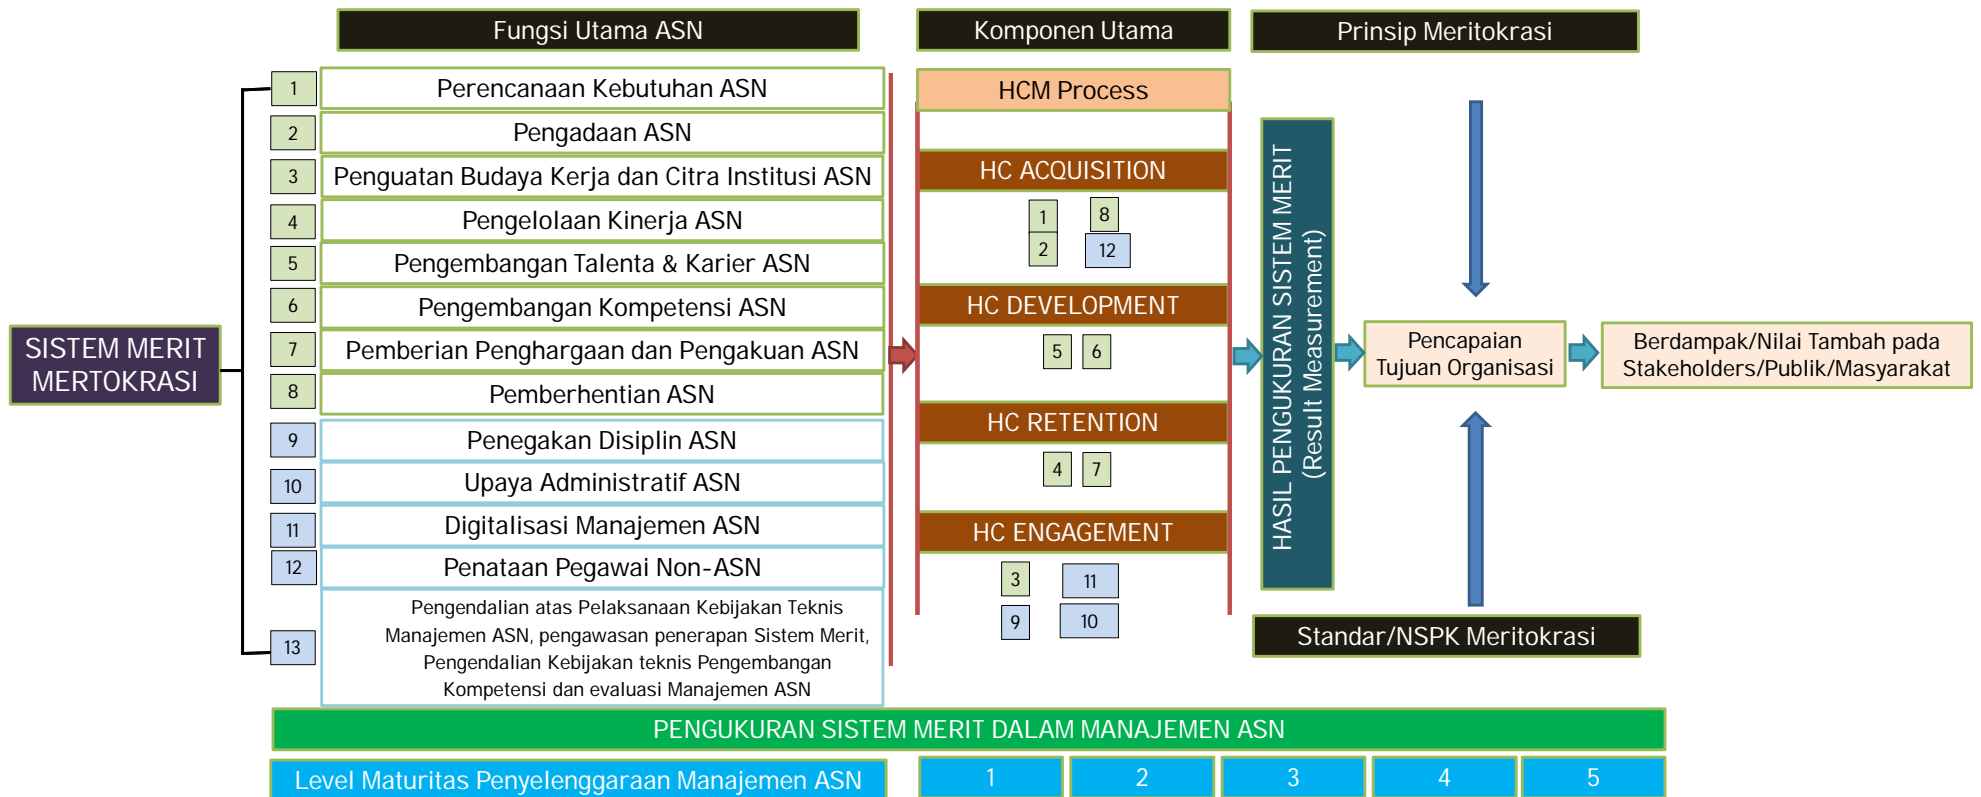 Fungsi Utama ASN
Komponen Utama
Prinsip Meritokrasi
SISTEM MERIT
MERTOKRASI
1
Perencanaan Kebutuhan ASN
2
Pengadaan ASN
3
Penguatan Budaya Kerja dan Citra Institusi ASN
4
Pengelolaan Kinerja ASN
5
Pengembangan Talenta & Karier ASN
6
Pengembangan Kompetensi ASN
7
Pemberian Penghargaan dan Pengakuan ASN
8
Pemberhentian ASN
9
Penegakan Disiplin ASN
10
Upaya Administratif ASN
11
Digitalisasi Manajemen ASN
12
Penataan Pegawai Non-ASN
13
Pengendalian atas Pelaksanaan Kebijakan Teknis
Manajemen ASN, pengawasan penerapan Sistem Merit,
Pengendalian Kebijakan teknis Pengembangan
Kompetensi dan evaluasi Manajemen ASN
HCM Process
HC ACQUISITION
1 8
2 12
HC DEVELOPMENT
5 6
HC RETENTION
4 7
HC ENGAGEMENT
3 11
9 10
HASIL PENGUKURAN SISTEM MERIT
(Result Measurement)
Pencapaian
Tujuan Organisasi
Berdampak/Nilai Tambah pada
Stakeholders/Publik/Masyarakat
Standar/NSPK Meritokrasi
PENGUKURAN SISTEM MERIT DALAM MANAJEMEN ASN
Level Maturitas Penyelenggaraan Manajemen ASN
1 2 3 4 5